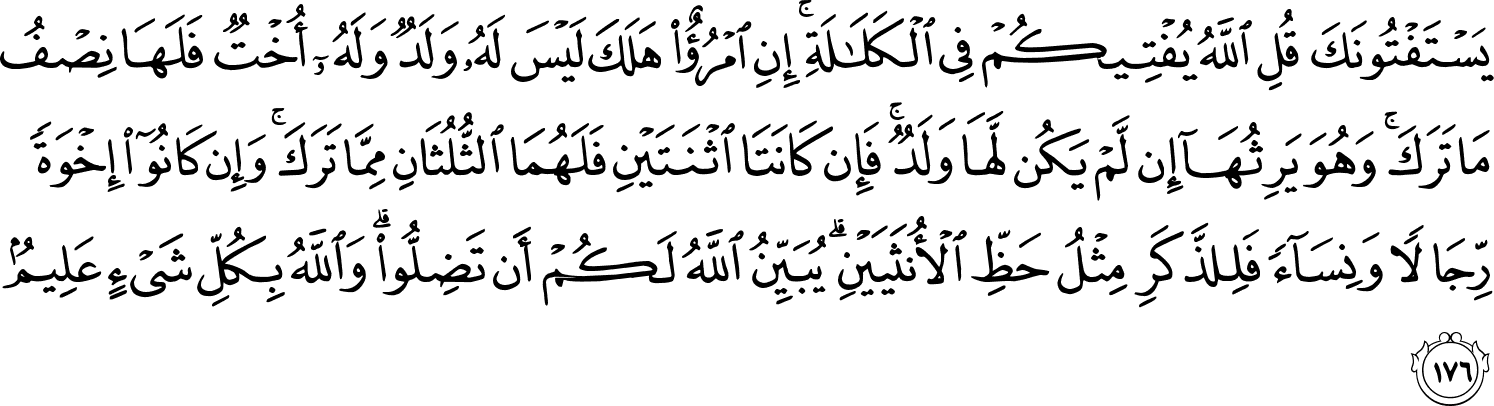 يَسۡتَفۡتُونَكَ قُلِ ٱللَّهُ يُفۡتِيكُمۡ فِي ٱلۡكَلَٰلَةِۚ إِنِ ٱمۡرُؤٌاْ هَلَكَ لَيۡسَ لَهُۥ وَلَدٞ وَلَهُۥٓ أُخۡتٞ فَلَهَا نِصۡفُ
مَا تَرَكَۚ وَهُوَ يَرِثُهَآ إِن لَّمۡ يَكُن لَّهَا وَلَدٞۚ فَإِن كَانَتَا ٱثۡنَتَيۡنِ فَلَهُمَا ٱلثُّلُثَانِ مِمَّا تَرَكَۚ وَإِن كَانُوٓاْ إِخۡوَةٗ
رِّجَالٗا وَنِسَآءٗ فَلِلذَّكَرِ مِثۡلُ حَظِّ ٱلۡأُنثَيَيۡنِۗ يُبَيِّنُ ٱللَّهُ لَكُمۡ أَن تَضِلُّواْۗ وَٱللَّهُ بِكُلِّ شَيۡءٍ عَلِيمُۢ
١٧٦